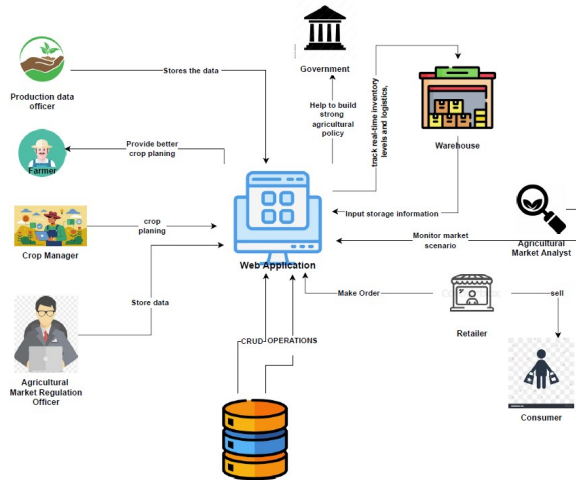 Government
Production data
officer
Stores the data
Help to build
strong
agricultural
policy
track real-time inventory
levels and logistics,
Warehouse
Farmer
Provide better
crop planing
Crop Manager
crop
planing
Web Application
Input storage information
Monitor market
scenario
Agricultural
Market Analyst
Agricultural
Market Regulation
Officer
Store data
Make Order
Retailer
sell
Consumer
CRUD OPERATIONS